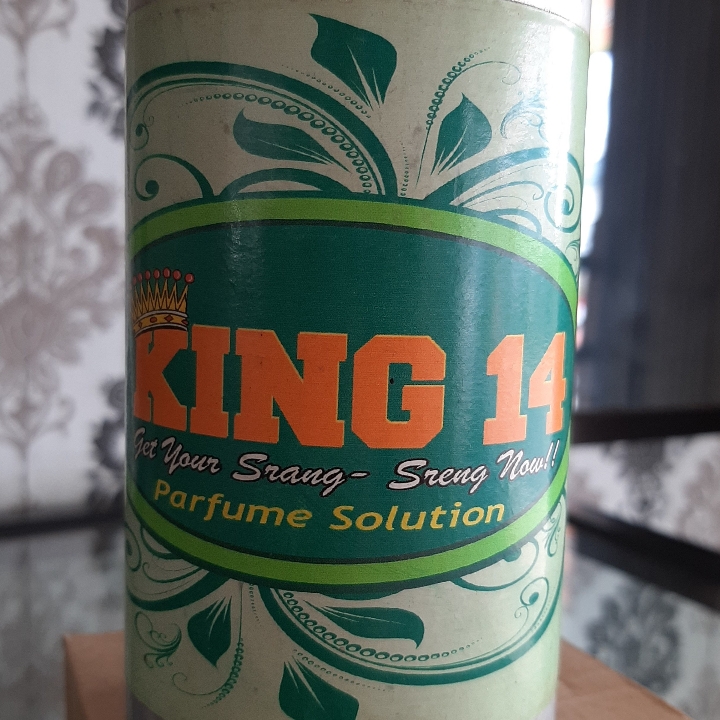 KING 14
Get Your Srang- Sreng Now!!
Parfume Solution